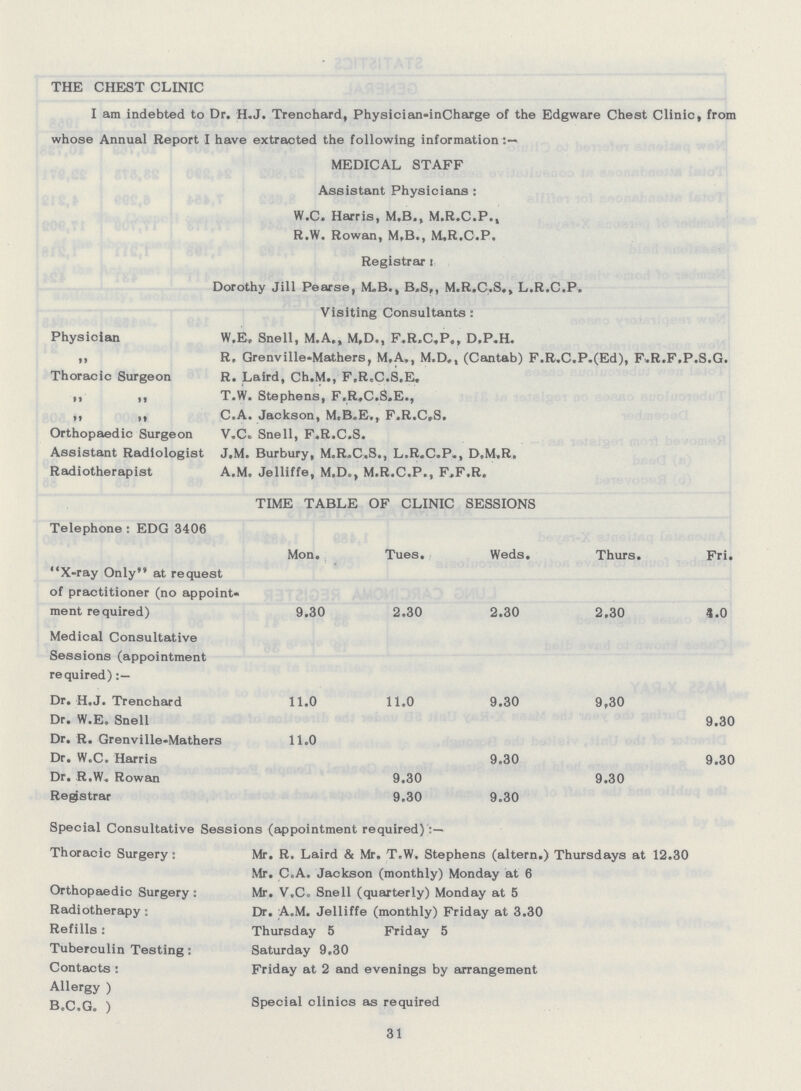 THE CHEST CLINIC
I am indebted to Dr. H.J. Trenchard, Physician-inCharge of the Edgware Chest Clinic, from
whose Annual Report I have extracted the following information :—
MEDICAL STAFF
Assistant Physicians :
W.C. Harris, M.B., M.R.C.P.,
R.W. Rowan, M.B., M.R.C.P.
Registrar :
Dorothy Jill Pearse, M.B., B.S., M.R.C.S., L.R.C.P.
Visiting Consultants :
Physician W.E. Snell, M.A., M.D., F.R.C.P., D.P.H.
,, R. Grenville-Mathers, M.A., M.D., (Cantab) F.R.C.P.(Ed), F.R.F.P.S.G.
Thoracic Surgeon R. Laird, Ch.M., F.R.C.S.E.
,, ,, T.W. Stephens, F.R.C.S.E.,
,, ,, C.A. Jackson, M.B.E., F.R.C.S.
Orthopaedic Surgeon V.C. Snell, F.R.C.S.
Assistant Radiologist J.M. Burbury, M.R.C.S., L.R.C.P., D.M.R.
Radiotherapist A.M. Jelliffe, M.D., M.R.C.P., F.F.R.
TIME TABLE OF CLINIC SESSIONS
Telephone : EDG 3406
Mon. Tues. Weds. Thurs. Fri.
"X-ray Only" at request
of practitioner (no appoint-
ment required) 9.30 2.30 2.30 2.30 .0
Medical Consultative
Sessions (appointment
required) :—
Dr. H.J. Trenchard 11.0 11.0 9.30 9.30
Dr. W.E. Snell 9.30
Dr. R. Grenville-Mathers 11.0
Dr. W.C. Harris 9.30 9.30
Dr. R.W. Rowan 9.30 9.30
Registrar 9.30 9.30
Special Consultative Sessions (appointment required) :—
Thoracic Surgery : Mr. R. Laird & Mr. T.W. Stephens (altern.) Thursdays at 12.30
Mr. C.A. Jackson (monthly) Monday at 6
Orthopaedic Surgery : Mr. V.C. Snell (quarterly) Monday at 5
Radiotherapy : Dr. A.M. Jelliffe (monthly) Friday at 3.30
Refills : Thursday 5 Friday 5
Tuberculin Testing : Saturday 9.30
Contacts : Friday at 2 and evenings by arrangement
Allergy )
B.C.G. ) Special clinics as required
31